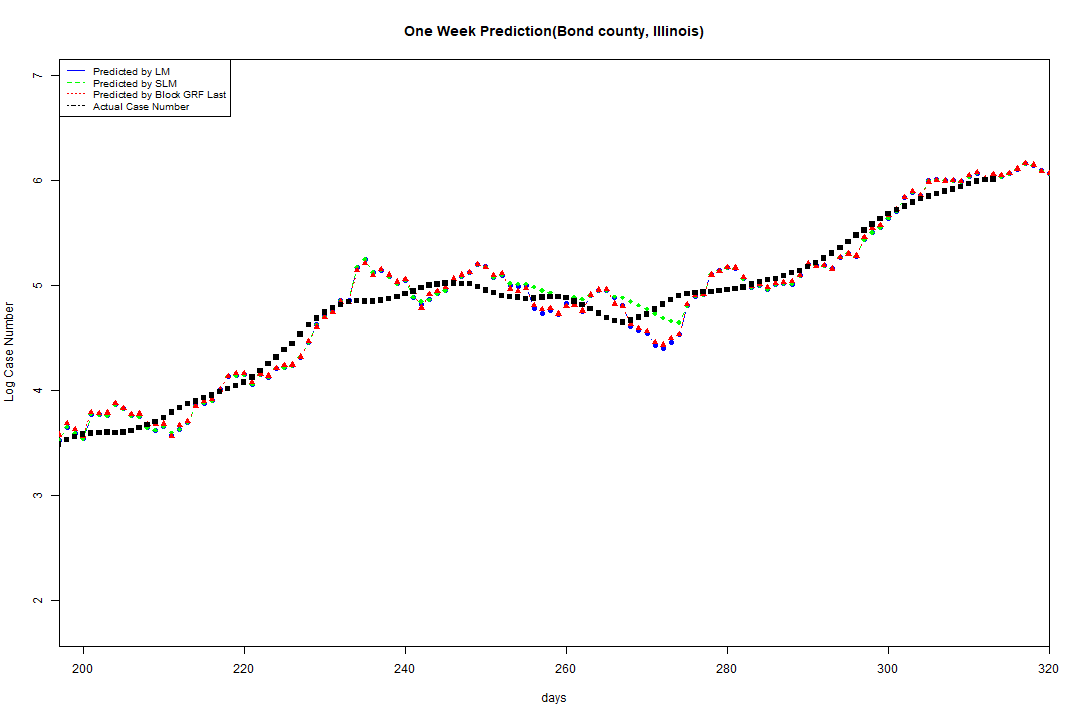 One Week Prediction(Bond county, Illinois)
Predicted by LM
Predicted by SLM
Predicted by Block GRF Last
Actual Case Number
7
6
5
4
3
2
Log Case Number
200 220 240 260 280 300 320
days